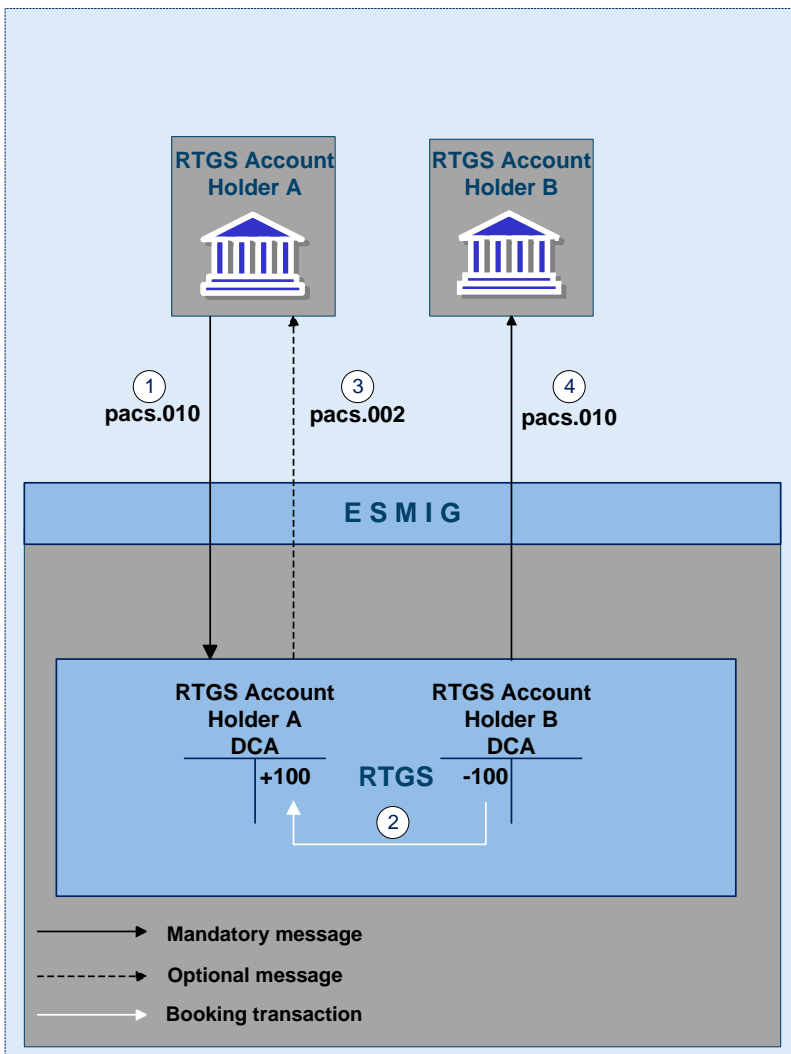 RTGS Account
Holder A
RTGS Account
Holder B
1
pacs.010
3
pacs.002
4
pacs.010
E S M I G
RTGS Account
Holder A
DCA
RTGS Account
Holder B
DCA
+100
RTGS
-100
2
Mandatory message
Optional message
Booking transaction